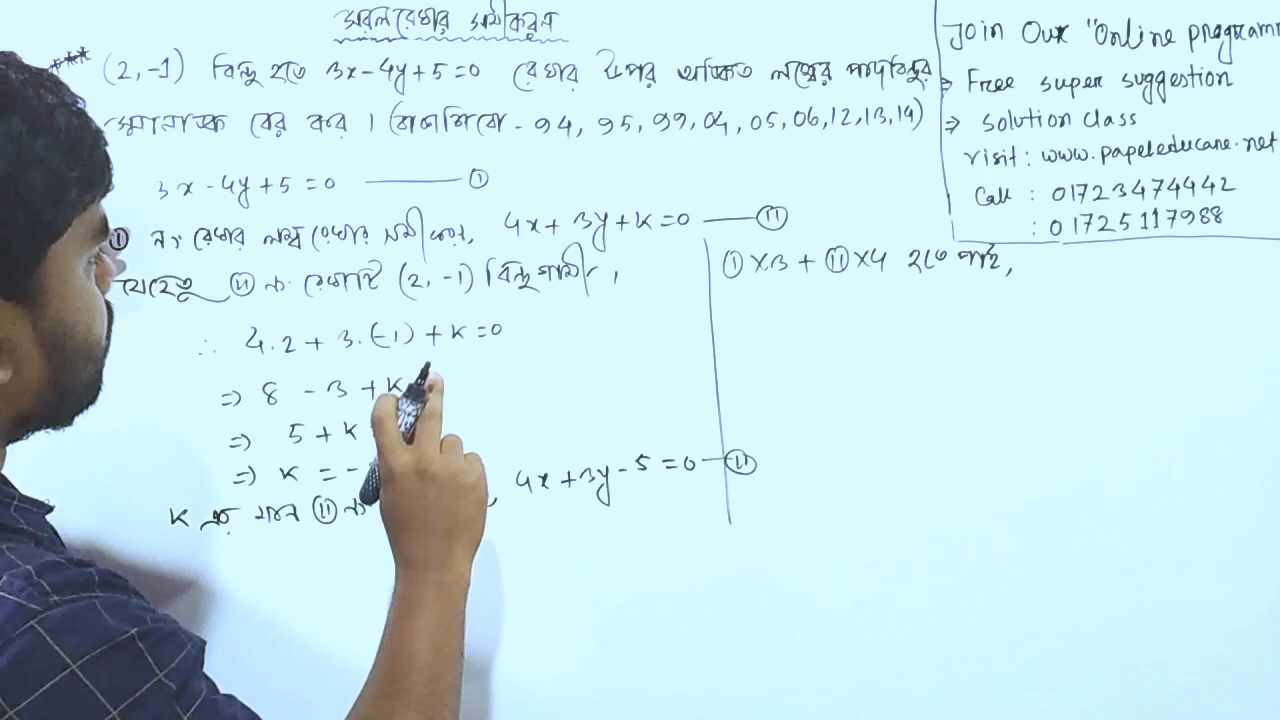 সরলরেখার সমীকরণ
*** (2, -1) বিন্দু হতে 3x - 4y + 5 = 0 রেখার উপর অঙ্কিত লম্বের পাদবিন্দুর
স্থানাঙ্ক বের কর । (বাকাশিবো - 94, 95, 99, 04, 05, 06, 12, 13, 14)
3x - 4y + 5 = 0 —— (i)
(i) নং রেখার লম্ব রেখার সমীকরণ, 4x + 3y + k = 0 —— (ii)
যেহেতু (ii) নং রেখাটি (2, -1) বিন্দুগামী ।
∴ 4.2 + 3.(-1) + k = 0
=> 8 - 3 + k
=> 5 + k
=> k = -
k এর মান (ii) নং , 4x + 3y - 5 = 0 — (ii)
(i) × 3 + (ii) × 4 হতে পাই,
Join Our "Online programm
=> Free super suggestion
=> solution class
visit : www.papeleducare.net
Call : 01723474442
: 01725117988